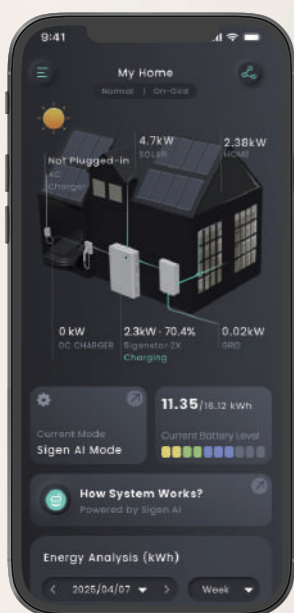 9:41
My Home
Normal | On-Gird
4.7kW
SOLAR
2.38kW
HOME
Not Plugged-in
AC
Charger
0 kW
DC CHARGER
2.3kW · 70.4%
Sigenstor 2X
Charging
0.02kW
GRID
Current Mode
Sigen AI Mode
11.35/16.12 kWh
Current Battery Level
How System Works?
Powered by Sigen AI
Energy Analysis (kWh)
< 2025/04/07 >
Week